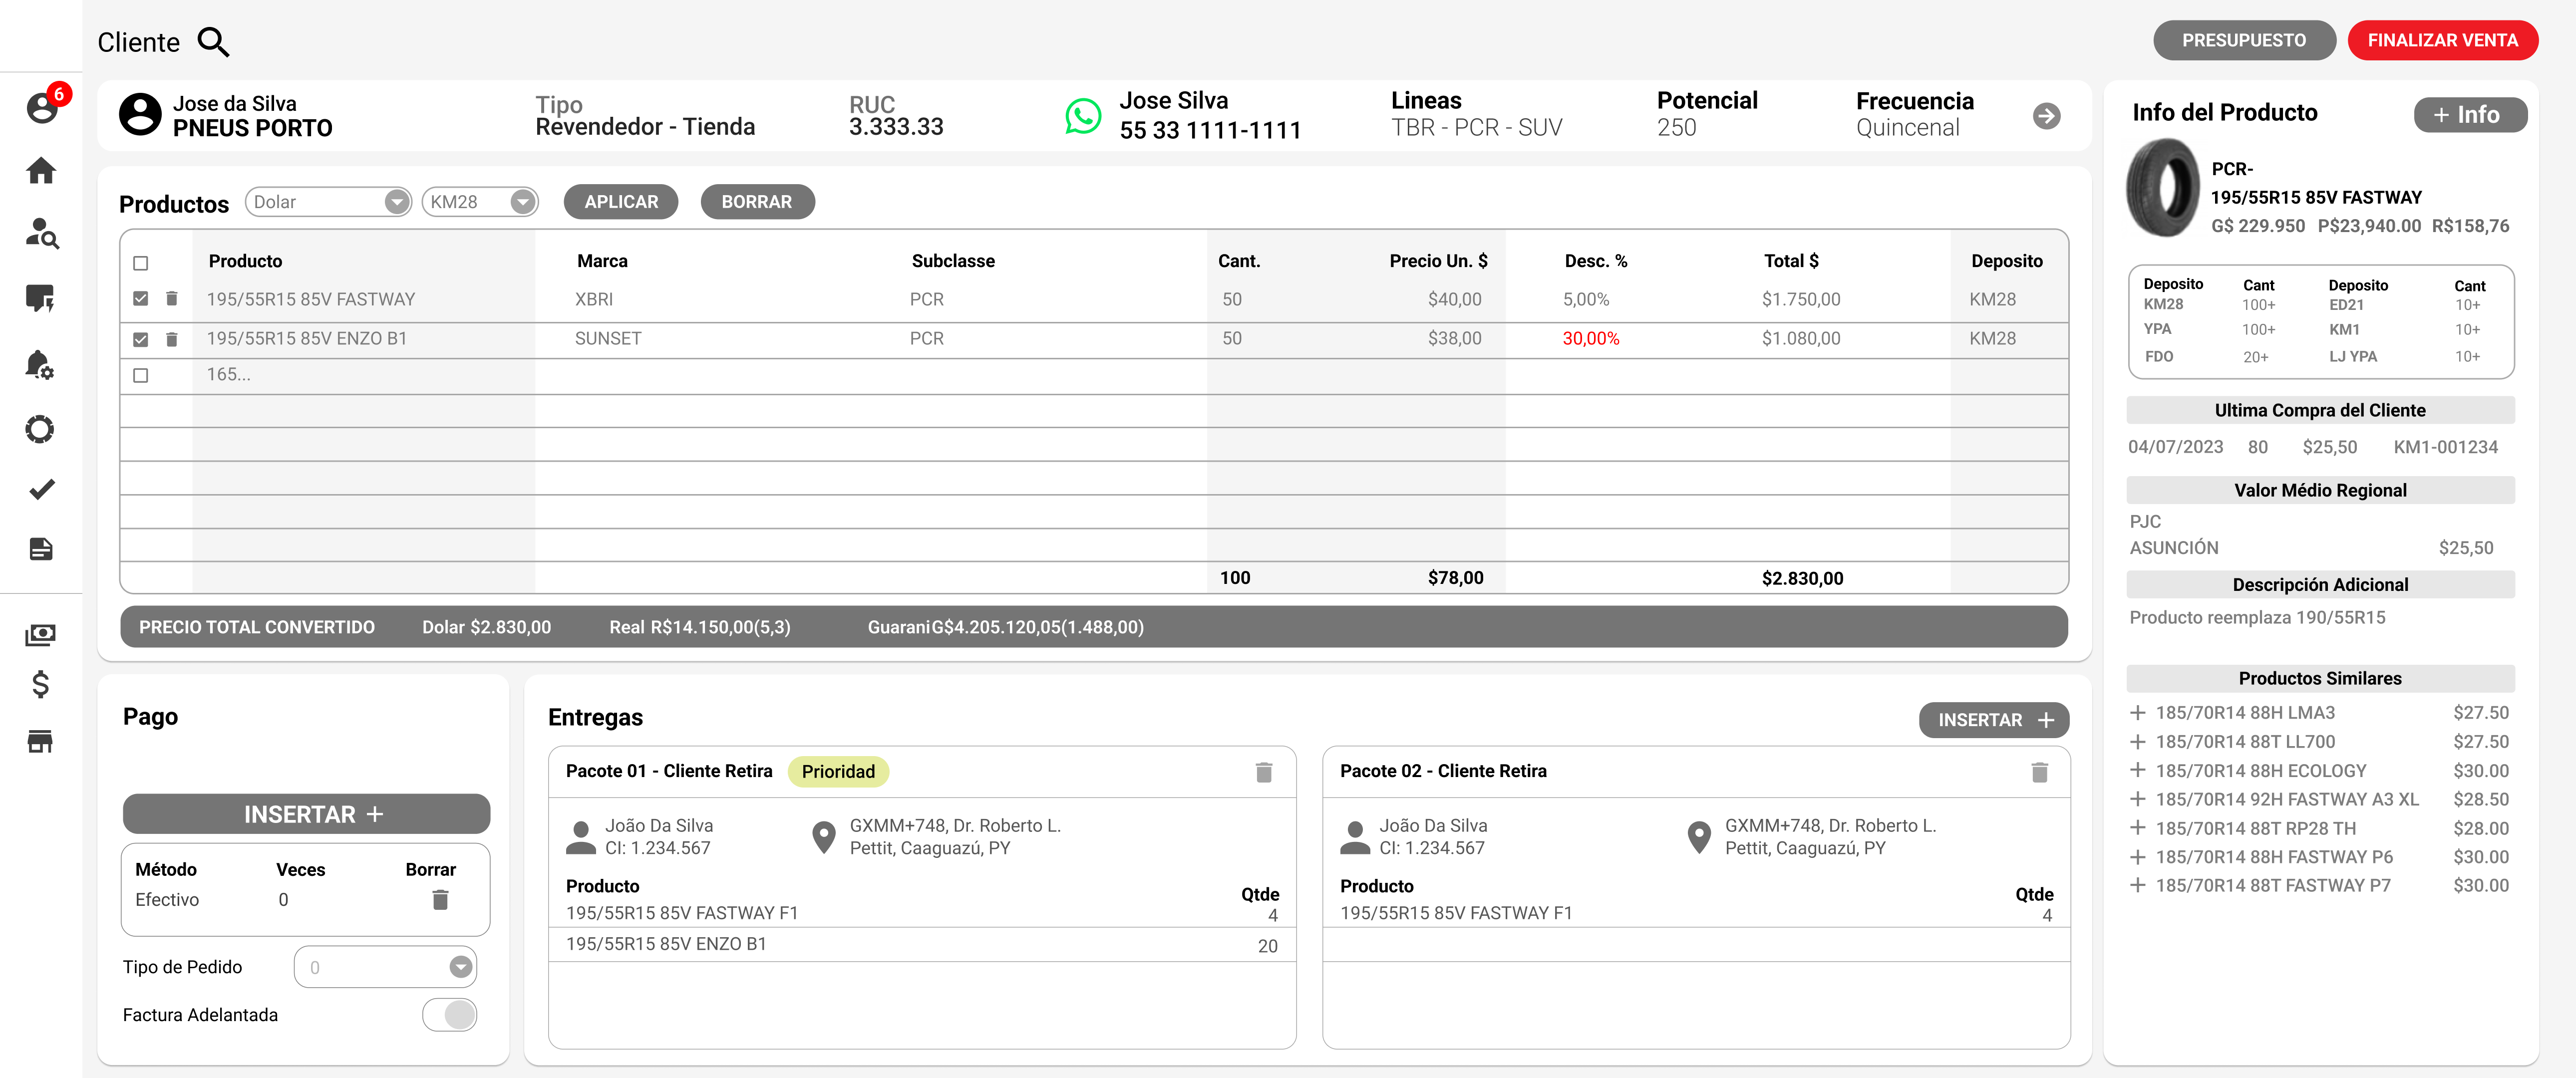 Cliente
PRESUPUESTO
FINALIZAR VENTA
6
Jose da Silva
PNEUS PORTO
Tipo
Revendedor - Tienda
RUC
3.333.33
Jose Silva
55 33 1111-1111
Lineas
TBR - PCR - SUV
Potencial
250
Frecuencia
Quincenal
Productos
Dolar
KM28
APLICAR
BORRAR
Producto Marca Subclasse Cant. Precio Un. $ Desc. % Total $ Deposito
195/55R15 85V FASTWAY XBRI PCR 50 $40,00 5,00% $1.750,00 KM28
195/55R15 85V ENZO B1 SUNSET PCR 50 $38,00 30,00% $1.080,00 KM28
165...
100 $78,00 $2.830,00
PRECIO TOTAL CONVERTIDO Dolar $2.830,00 Real R$14.150,00(5,3) Guarani G$4.205.120,05(1.488,00)
Pago
INSERTAR +
Método Veces Borrar
Efectivo 0
Tipo de Pedido 0
Factura Adelantada
Entregas
INSERTAR +
Pacote 01 - Cliente Retira Prioridad
João Da Silva
CI: 1.234.567
GXMM+748, Dr. Roberto L.
Pettit, Caaguazú, PY
Producto Qtde
195/55R15 85V FASTWAY F1 4
195/55R15 85V ENZO B1 20
Pacote 02 - Cliente Retira
João Da Silva
CI: 1.234.567
GXMM+748, Dr. Roberto L.
Pettit, Caaguazú, PY
Producto Qtde
195/55R15 85V FASTWAY F1 4
Info del Producto
+ Info
PCR-
195/55R15 85V FASTWAY
G$ 229.950 P$23,940.00 R$158,76
Deposito Cant Deposito Cant
KM28 100+ ED21 10+
YPA 100+ KM1 10+
FDO 20+ LJ YPA 10+
Ultima Compra del Cliente
04/07/2023 80 $25,50 KM1-001234
Valor Médio Regional
PJC
ASUNCIÓN $25,50
Descripción Adicional
Producto reemplaza 190/55R15
Productos Similares
+ 185/70R14 88H LMA3 $27.50
+ 185/70R14 88T LL700 $27.50
+ 185/70R14 88H ECOLOGY $30.00
+ 185/70R14 92H FASTWAY A3 XL $28.50
+ 185/70R14 88T RP28 TH $28.00
+ 185/70R14 88H FASTWAY P6 $30.00
+ 185/70R14 88T FASTWAY P7 $30.00